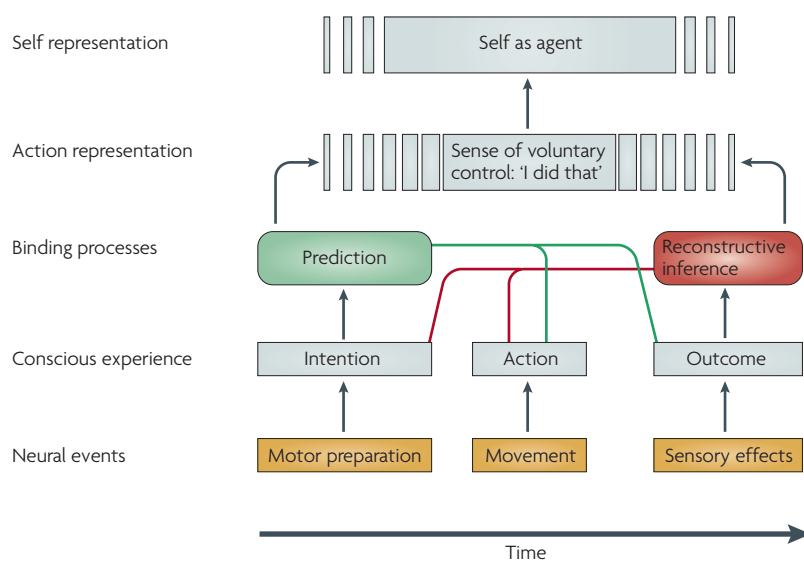 Self representation
Self as agent
Action representation
Sense of voluntary
control: ‘I did that’
Binding processes
Prediction
Reconstructive
inference
Conscious experience
Intention
Action
Outcome
Neural events
Motor preparation
Movement
Sensory effects
Time